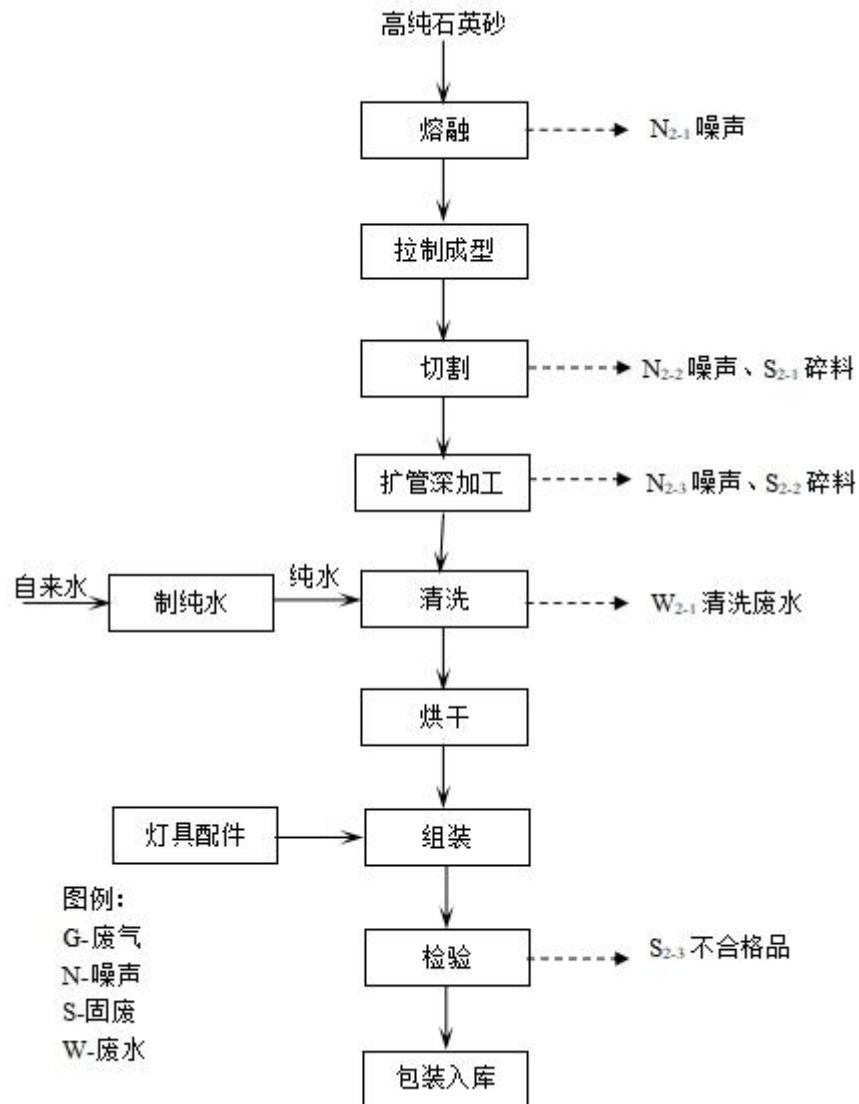 高纯石英砂
熔融
N₂₋₁ 噪声
拉制成型
切割
N₂₋₂ 噪声、S₂₋₁ 碎料
扩管深加工
N₂₋₃ 噪声、S₂₋₂ 碎料
自来水
制纯水
纯水
清洗
W₂₋₁ 清洗废水
烘干
灯具配件
组装
图例：
G-废气
N-噪声
S-固废
W-废水
检验
S₂₋₃ 不合格品
包装入库